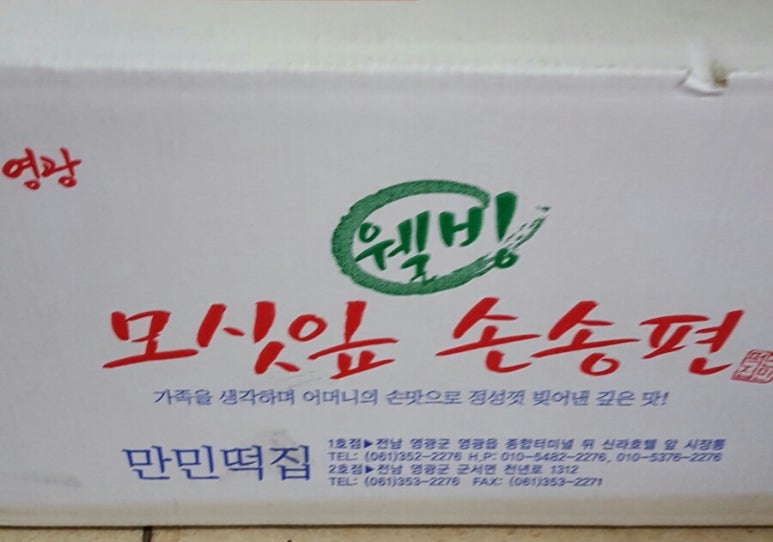 영광
웰빙
모싯잎 손송편
가족을 생각하며 어머니의 손맛으로 정성껏 빚어낸 깊은 맛!
만민떡집
1호점▶전남 영광군 영광읍 종합터미널 뒤 신라호텔 앞 시장통
TEL: (061)352-2276 H.P: 010-5482-2276, 010-5376-2276
2호점▶전남 영광군 군서면 천년로 1312
TEL: (061)353-2276 FAX: (061)353-2271